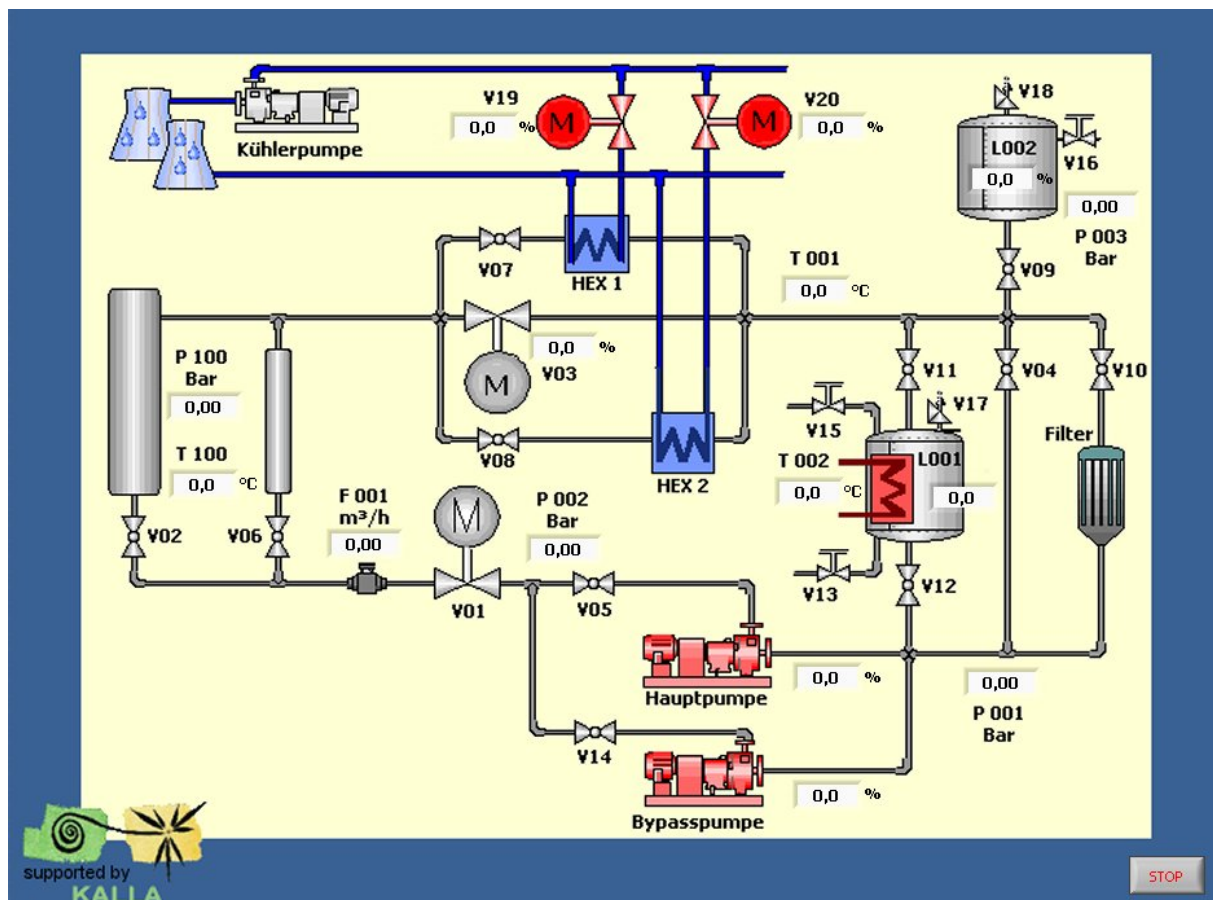 V19
0,0 %
M
M
V20
0,0 %
Kühlerpumpe
V18
L002
0,0 %
V16
0,00
P 003
Bar
V07
HEX 1
T 001
0,0 °C
V09
P 100
Bar
0,00
0,0 %
V03
M
V11
V04
V10
V15
V17
V08
T 100
0,0 °C
HEX 2
T 002
0,0 °C
L001
0,0
Filter
V02
V06
F 001
m³/h
0,00
M
P 002
Bar
0,00
V01
V05
V13
V12
Hauptpumpe
0,0 %
0,00
P 001
Bar
V14
Bypasspumpe
0,0 %
supported by
KALLA
STOP